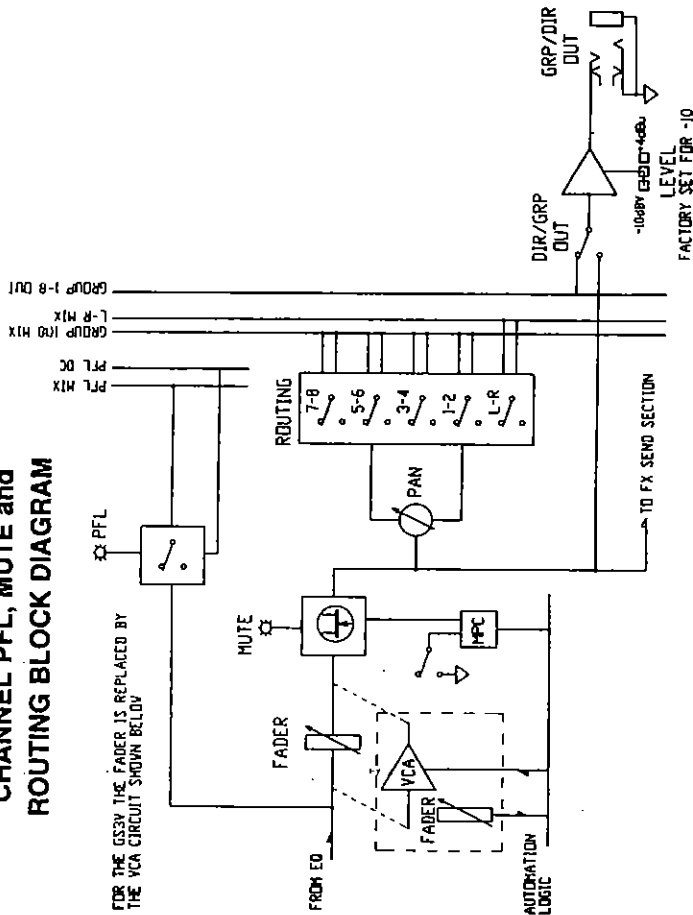 CHANNEL PFL, MUTE and
ROUTING BLOCK DIAGRAM
FOR THE GS3V THE FADER IS REPLACED BY
THE VCA CIRCUIT SHOWN BELOW
PFL
PFL MIX
PFL DC
GROUP 1-8 MIX
L-R MIX
GROUP 1-8 OUT
FROM EQ
FADER
MUTE
VCA
FADER
MPC
AUTOMATION
LOGIC
PAN
ROUTING
7-8
5-6
3-4
1-2
L-R
TO FX SEND SECTION
DIR/GRP
OUT
GRP/DIR
OUT
-10dBV
+4dBu
LEVEL
FACTORY SET FOR -10